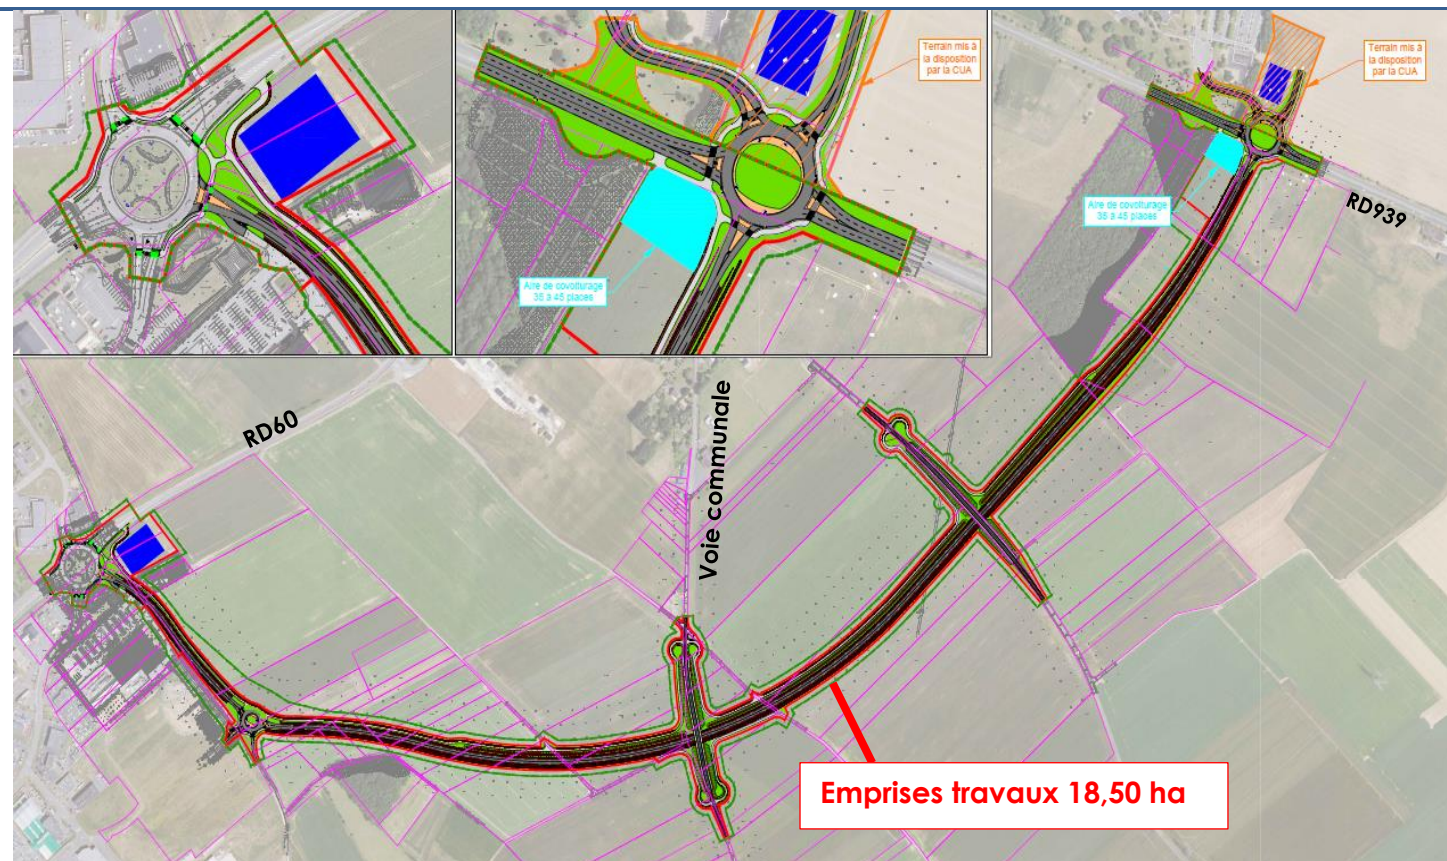 Terrain mis à
la disposition
par la CUA
Aire de covoiturage
35 à 45 places
Terrain mis à
la disposition
par la CUA
Aire de covoiturage
35 à 45 places
RD939
RD60
Voie communale
Emprises travaux 18,50 ha